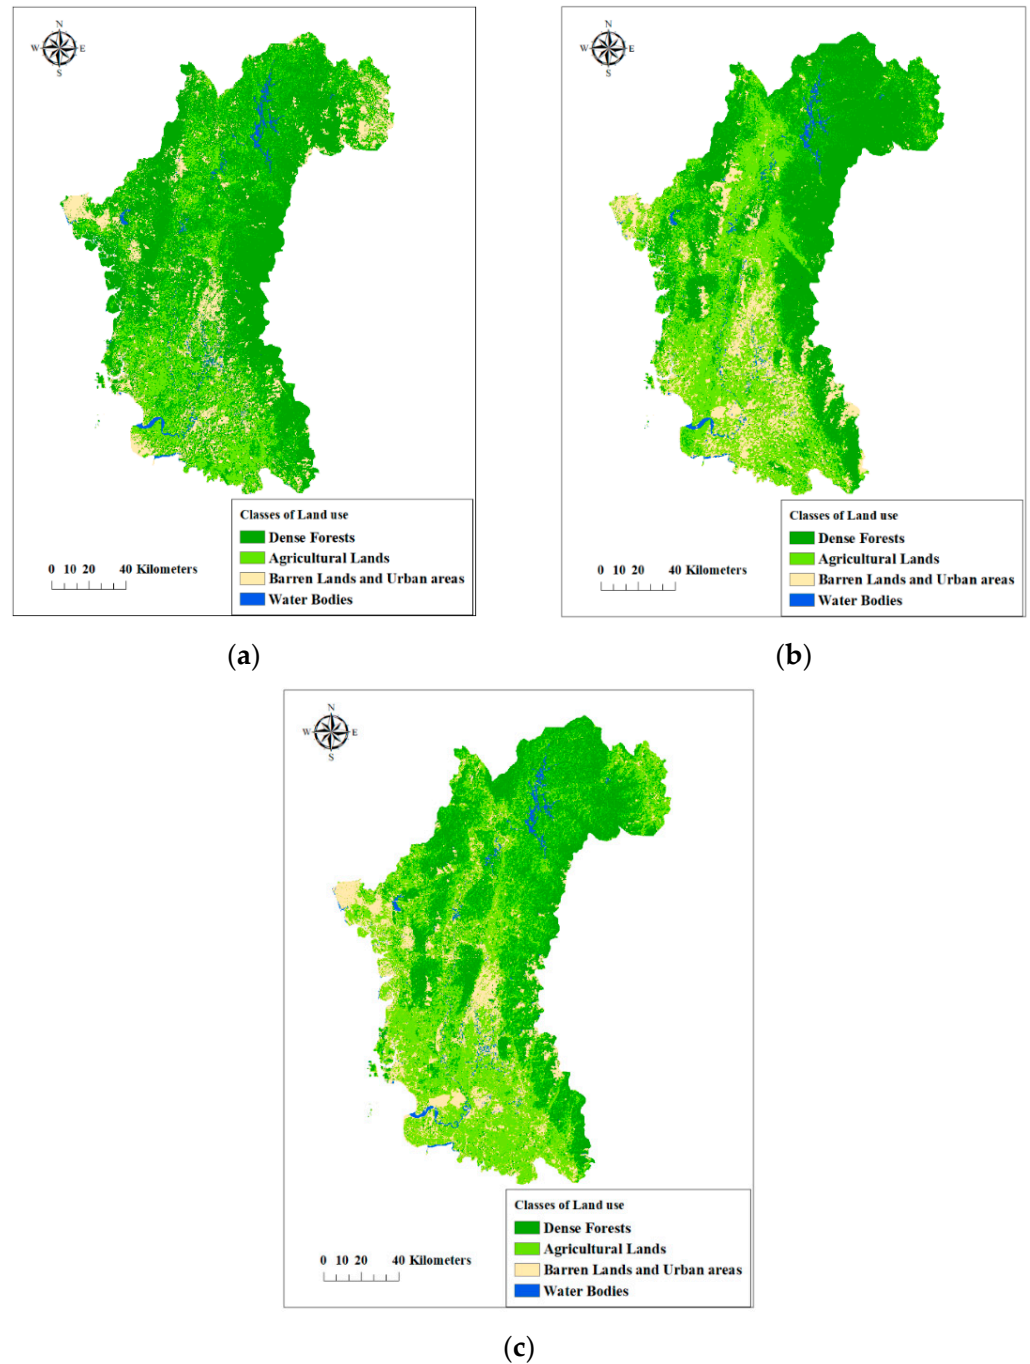 N
W E
S
Classes of Land use
Dense Forests
Agricultural Lands
Barren Lands and Urban areas
Water Bodies
0 10 20 40 Kilometers
(a)
N
W E
S
Classes of Land use
Dense Forests
Agricultural Lands
Barren Lands and Urban areas
Water Bodies
0 10 20 40 Kilometers
(b)
N
W E
S
Classes of Land use
Dense Forests
Agricultural Lands
Barren Lands and Urban areas
Water Bodies
0 10 20 40 Kilometers
(c)